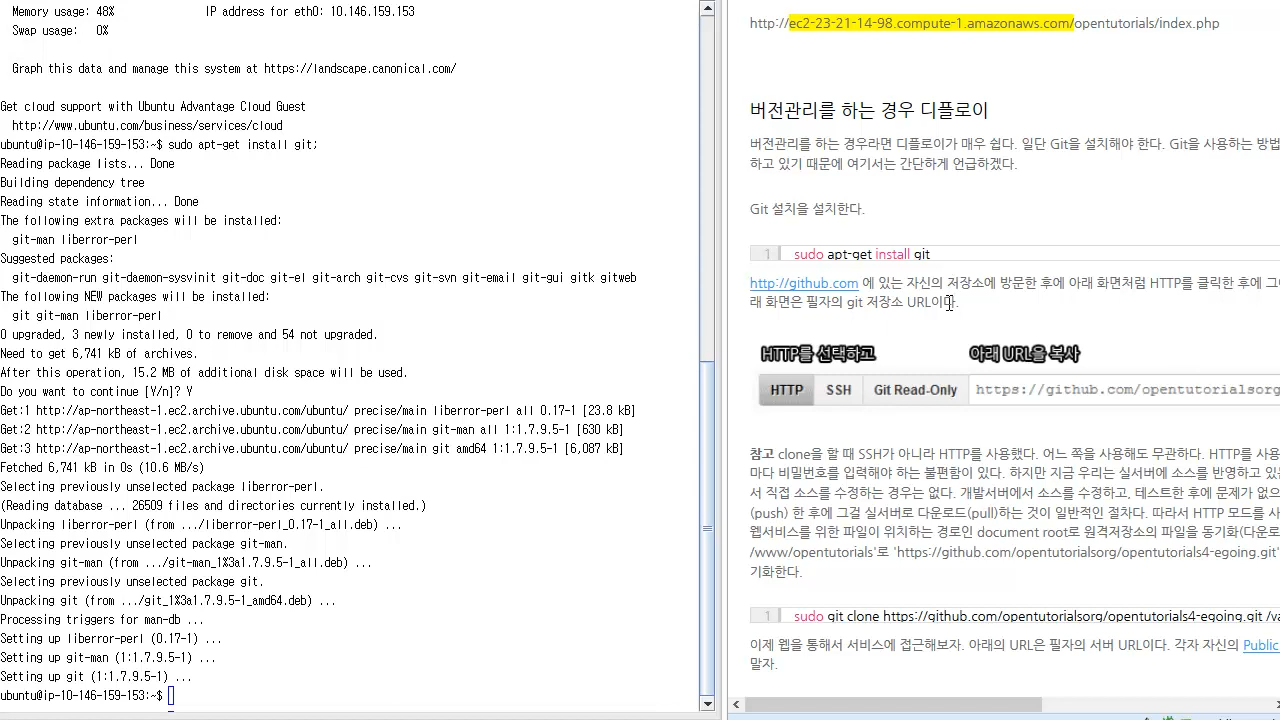 Memory usage: 48%           IP address for eth0: 10.146.159.153
Swap usage:
Graph this data and manage this system at https://landscape.canonical.com/
Get cloud support with Ubuntu Advantage Cloud Guest
http://www.ubuntu.com/business/services/cloud
ubuntu@ip-10-146-159-153:~$ sudo apt-get install git;
Reading package lists... Done
Building dependency tree
Reading state information... Done
The following extra packages will be installed:
git-man liberror-perl
Suggested packages:
git-daemon-run git-daemon-sysvinit git-doc git-el git-arch git-cvs git-svn git-email git-gui gitk gitweb
The following NEW packages will be installed:
git git-man liberror-perl
0 upgraded, 3 newly installed, 0 to remove and 54 not upgraded.
Need to get 6,741 kB of archives.
After this operation, 15.2 MB of additional disk space will be used.
Do you want to continue [Y/n]? Y
Get:1 http://ap-northeast-1.ec2.archive.ubuntu.com/ubuntu/ precise/main liberror-perl all 0.17-1 [23.8 kB]
Get:2 http://ap-northeast-1.ec2.archive.ubuntu.com/ubuntu/ precise/main git-man all 1:1.7.9.5-1 [630 kB]
Get:3 http://ap-northeast-1.ec2.archive.ubuntu.com/ubuntu/ precise/main git amd64 1:1.7.9.5-1 [6,087 kB]
Fetched 6,741 kB in 0s (10.6 MB/s)
Selecting previously unselected package liberror-perl.
(Reading database ... 26509 files and directories currently installed.)
Unpacking liberror-perl (from .../liberror-perl_0.17-1_all.deb) ...
Selecting previously unselected package git-man.
Unpacking git-man (from .../git-man_1%3a1.7.9.5-1_all.deb) ...
Selecting previously unselected package git.
Unpacking git (from .../git_1%3a1.7.9.5-1_amd64.deb) ...
Processing triggers for man-db ...
Setting up liberror-perl (0.17-1) ...
Setting up git-man (1:1.7.9.5-1) ...
Setting up git (1:1.7.9.5-1) ...
ubuntu@ip-10-146-159-153:~$
http://ec2-23-21-14-98.compute-1.amazonaws.com/opentutorials/index.php
버전관리를 하는 경우 디플로이
버전관리를 하는 경우라면 디플로이가 매우 쉽다. 일단 Git을 설치해야 한다. Git을 사용하는 방법
하고 있기 때문에 여기서는 간단하게 언급하겠다.
Git 설치을 설치한다.
1 sudo apt-get install git
http://github.com 에 있는 자신의 저장소에 방문한 후에 아래 화면처럼 HTTP를 클릭한 후에 그
래 화면은 필자의 git 저장소 URL이다.
HTTP를 선택하고 아래 URL을 복사
HTTP SSH Git Read-Only https://github.com/opentutorialsorg
참고 clone을 할 때 SSH가 아니라 HTTP를 사용했다. 어느 쪽을 사용해도 무관하다. HTTP를 사용
마다 비밀번호를 입력해야 하는 불편함이 있다. 하지만 지금 우리는 실서버에 소스를 반영하고 있
서 직접 소스를 수정하는 경우는 없다. 개발서버에서 소스를 수정하고, 테스트한 후에 문제가 없으
(push) 한 후에 그걸 실서버로 다운로드(pull)하는 것이 일반적인 절차다. 따라서 HTTP 모드를 사
웹서비스를 위한 파일이 위치하는 경로인 document root로 원격저장소의 파일을 동기화(다운로
/www/opentutorials'로 'https://github.com/opentutorialsorg/opentutorials4-egoing.git'
기화한다.
1 sudo git clone https://github.com/opentutorialsorg/opentutorials4-egoing.git /va
이제 웹을 통해서 서비스에 접근해보자. 아래의 URL은 필자의 서버 URL이다. 각자 자신의 Public
말자.